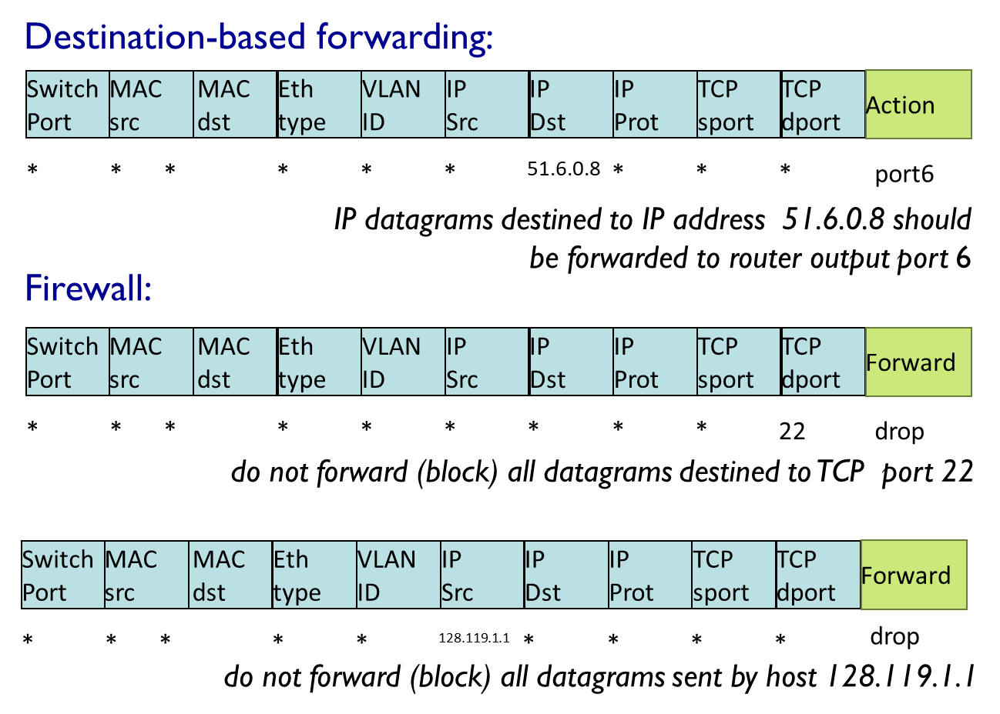 Destination-based forwarding:
Switch Port MAC src MAC dst Eth type VLAN ID IP Src IP Dst IP Prot TCP sport TCP dport Action
* * * * * * 51.6.0.8 * * * port6
IP datagrams destined to IP address 51.6.0.8 should
be forwarded to router output port 6
Firewall:
Switch Port MAC src MAC dst Eth type VLAN ID IP Src IP Dst IP Prot TCP sport TCP dport Forward
* * * * * * * * * 22 drop
do not forward (block) all datagrams destined to TCP port 22
Switch Port MAC src MAC dst Eth type VLAN ID IP Src IP Dst IP Prot TCP sport TCP dport Forward
* * * * * 128.119.1.1 * * * * drop
do not forward (block) all datagrams sent by host 128.119.1.1